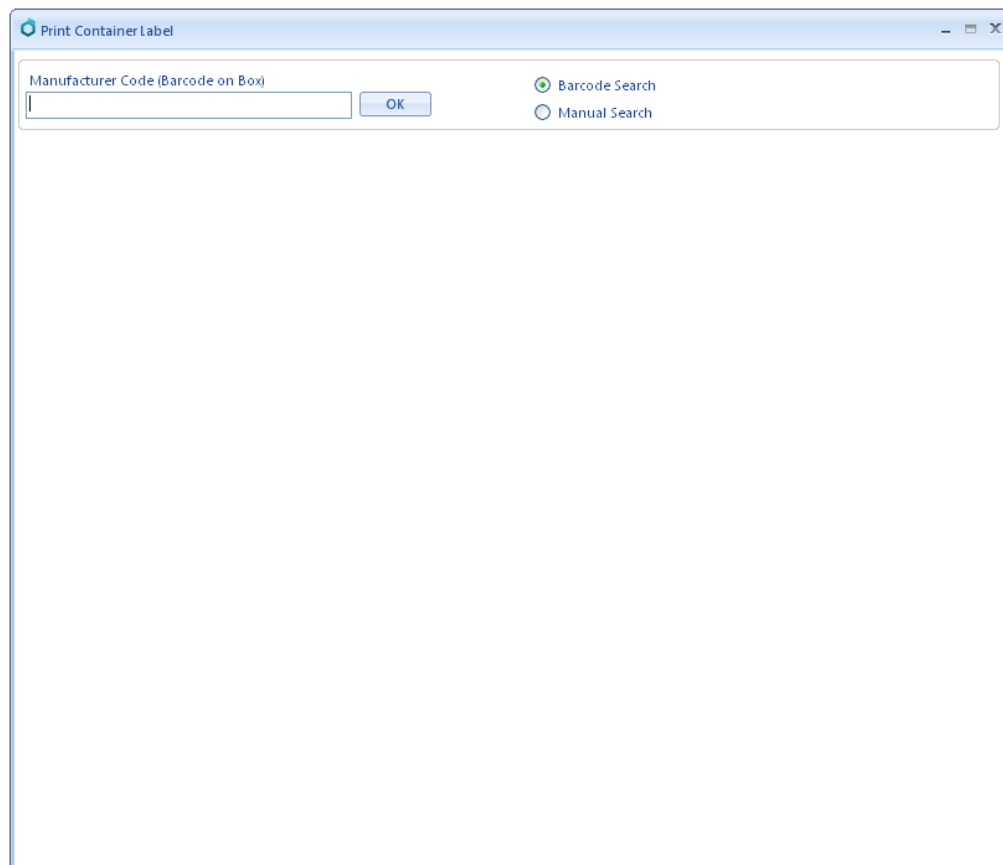 Print Container Label
Manufacturer Code (Barcode on Box)
OK
Barcode Search
Manual Search